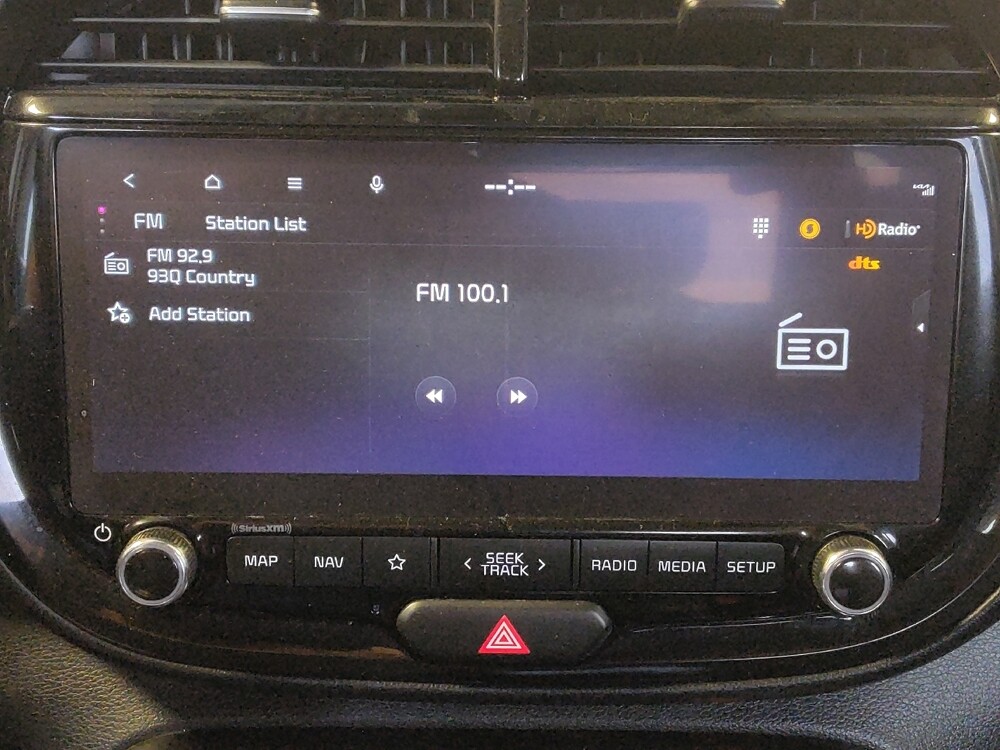 --:--
KIA
FM
Station List
HD Radio
dts
FM 92.9
93Q Country
Add Station
FM 100.1
((SiriusXM))
MAP
NAV
< SEEK >
TRACK
RADIO
MEDIA
SETUP